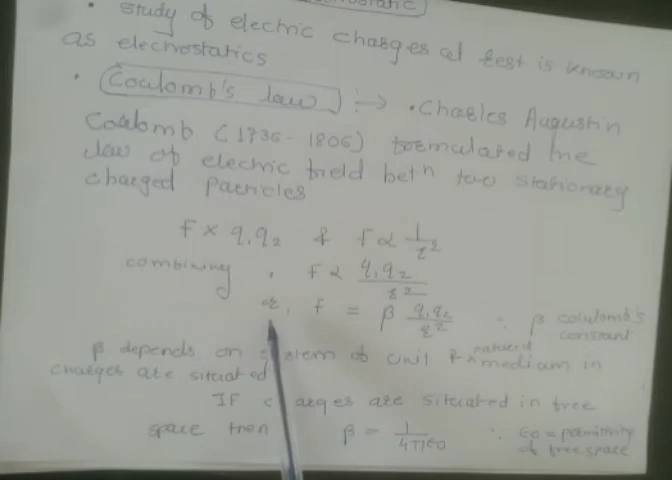 • Study of electric charges at rest is known
as electrostatics
• Coulomb's law :→ • Charles Augustin
Coulomb (1736-1806) formulated the
law of electric field betn two stationary
charged particles
F ∝ q₁q₂ & F ∝ 1/r²
combining, F ∝ q₁q₂/r²
or, F = β q₁q₂/r² ∵ β coulomb's
constant
β depends on system of unit & natured medium in
charges are situated
IF charges are situated in free
space then β = 1/4πε₀ ∵ ε₀ = permittivity
of free space